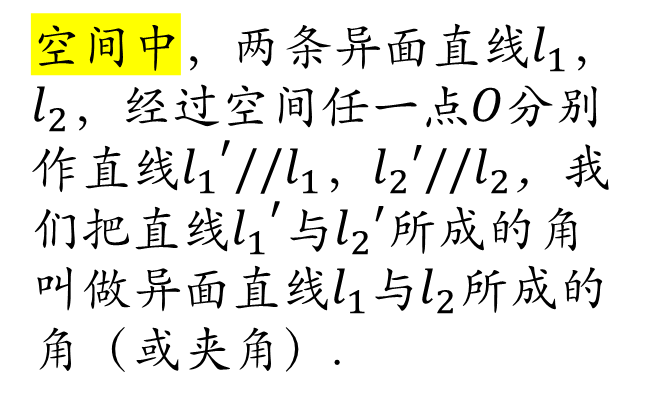 空间中，两条异面直线l₁，
l₂，经过空间任一点O分别
作直线l₁′//l₁，l₂′//l₂，我
们把直线l₁′与l₂′所成的角
叫做异面直线l₁与l₂所成的
角（或夹角）.